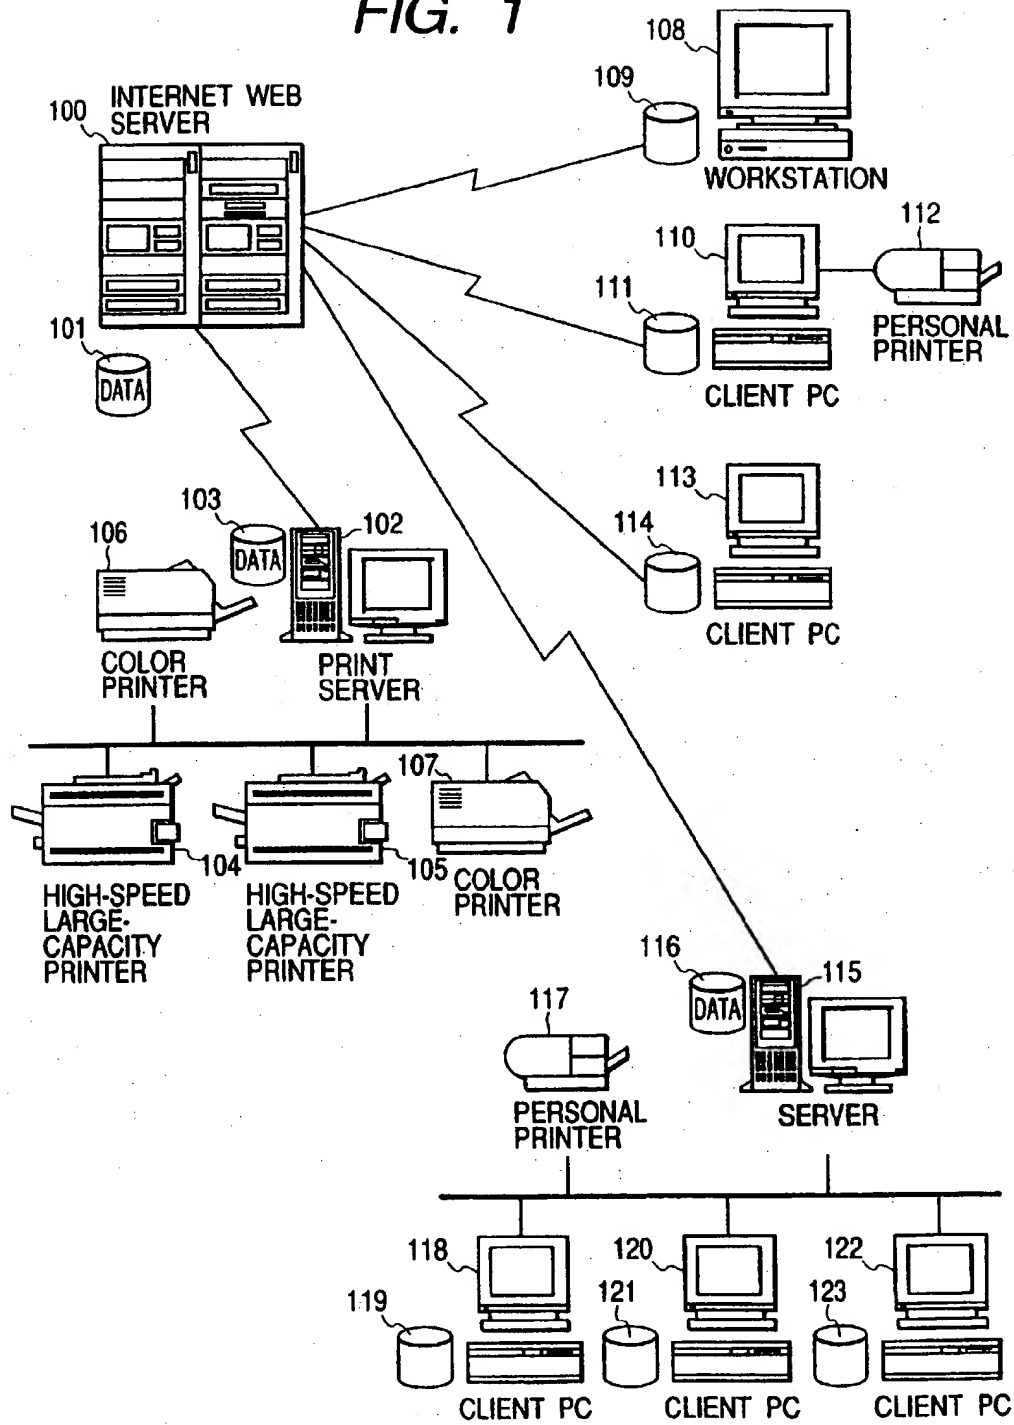 FIG. 1
108
109
INTERNET WEB
SERVER
100
WORKSTATION
112
110
111
101
DATA
PERSONAL
PRINTER
CLIENT PC
113
103
102
114
106
DATA
CLIENT PC
COLOR
PRINTER
PRINT
SERVER
107
104
105
COLOR
PRINTER
HIGH-SPEED
LARGE-
CAPACITY
PRINTER
HIGH-SPEED
LARGE-
CAPACITY
PRINTER
116
115
DATA
117
PERSONAL
PRINTER
SERVER
118
120
122
119
121
123
CLIENT PC
CLIENT PC
CLIENT PC